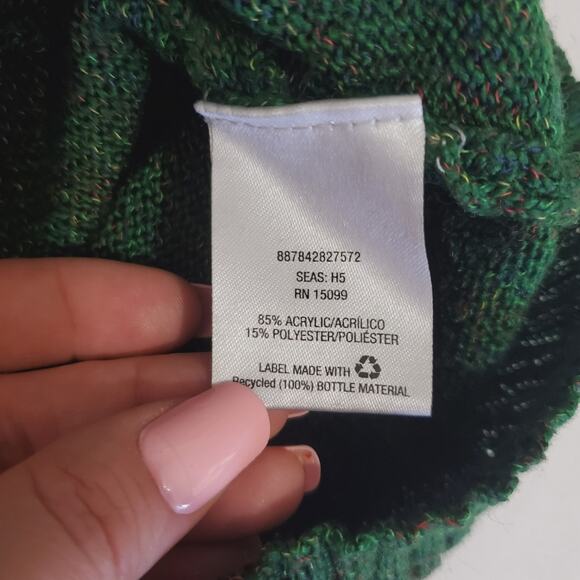 887842827572
SEAS: H5
RN 15099
85% ACRYLIC/ACRÍLICO
15% POLYESTER/POLIÉSTER
LABEL MADE WITH
Recycled (100%) BOTTLE MATERIAL